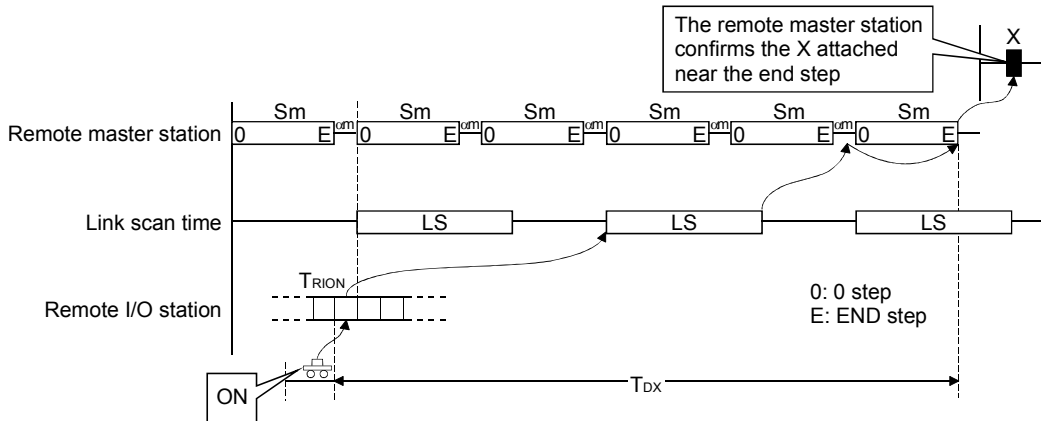 The remote master station
confirms the X attached
near the end step
X
Sm Sm Sm Sm Sm Sm
Remote master station 0 E αm 0 E αm 0 E αm 0 E αm 0 E αm 0 E
Link scan time LS LS LS
TRION
Remote I/O station
0: 0 step
E: END step
ON
TDX